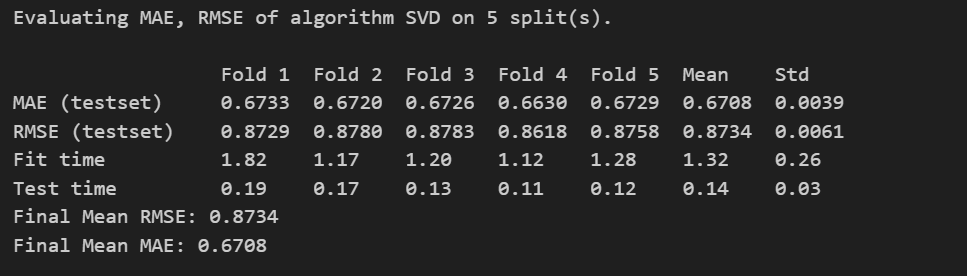 Evaluating MAE, RMSE of algorithm SVD on 5 split(s).
Fold 1 Fold 2 Fold 3 Fold 4 Fold 5 Mean Std
MAE (testset) 0.6733 0.6720 0.6726 0.6630 0.6729 0.6708 0.0039
RMSE (testset) 0.8729 0.8780 0.8783 0.8618 0.8758 0.8734 0.0061
Fit time 1.82 1.17 1.20 1.12 1.28 1.32 0.26
Test time 0.19 0.17 0.13 0.11 0.12 0.14 0.03
Final Mean RMSE: 0.8734
Final Mean MAE: 0.6708